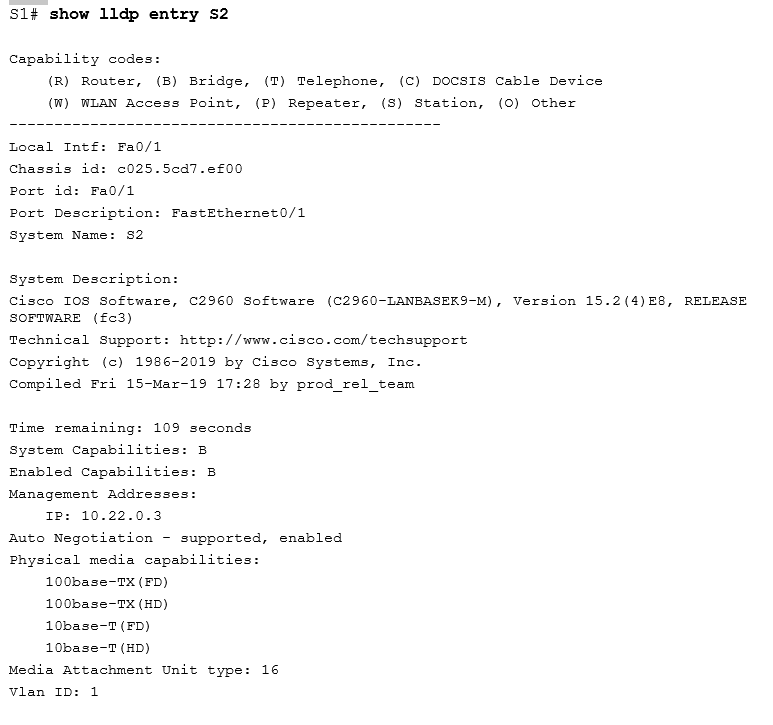 S1# show lldp entry S2
Capability codes:
(R) Router, (B) Bridge, (T) Telephone, (C) DOCSIS Cable Device
(W) WLAN Access Point, (P) Repeater, (S) Station, (O) Other
------------------------------------------------
Local Intf: Fa0/1
Chassis id: c025.5cd7.ef00
Port id: Fa0/1
Port Description: FastEthernet0/1
System Name: S2
System Description:
Cisco IOS Software, C2960 Software (C2960-LANBASEK9-M), Version 15.2(4)E8, RELEASE
SOFTWARE (fc3)
Technical Support: http://www.cisco.com/techsupport
Copyright (c) 1986-2019 by Cisco Systems, Inc.
Compiled Fri 15-Mar-19 17:28 by prod_rel_team
Time remaining: 109 seconds
System Capabilities: B
Enabled Capabilities: B
Management Addresses:
IP: 10.22.0.3
Auto Negotiation - supported, enabled
Physical media capabilities:
100base-TX(FD)
100base-TX(HD)
10base-T(FD)
10base-T(HD)
Media Attachment Unit type: 16
Vlan ID: 1